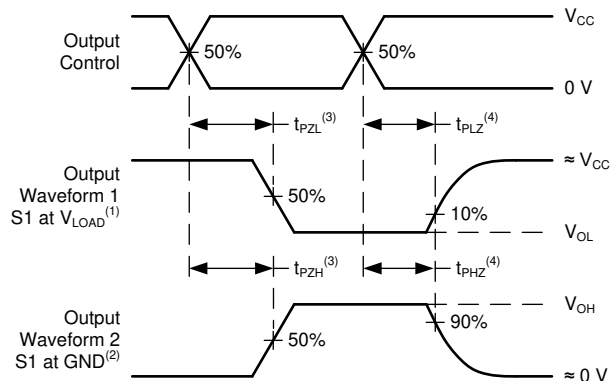 V_CC
Output
Control
50%
50%
0 V
t_PZL^(3)
t_PLZ^(4)
≈ V_CC
Output
Waveform 1
S1 at V_LOAD^(1)
50%
10%
V_OL
t_PZH^(3)
t_PHZ^(4)
V_OH
Output
Waveform 2
S1 at GND^(2)
50%
90%
≈ 0 V